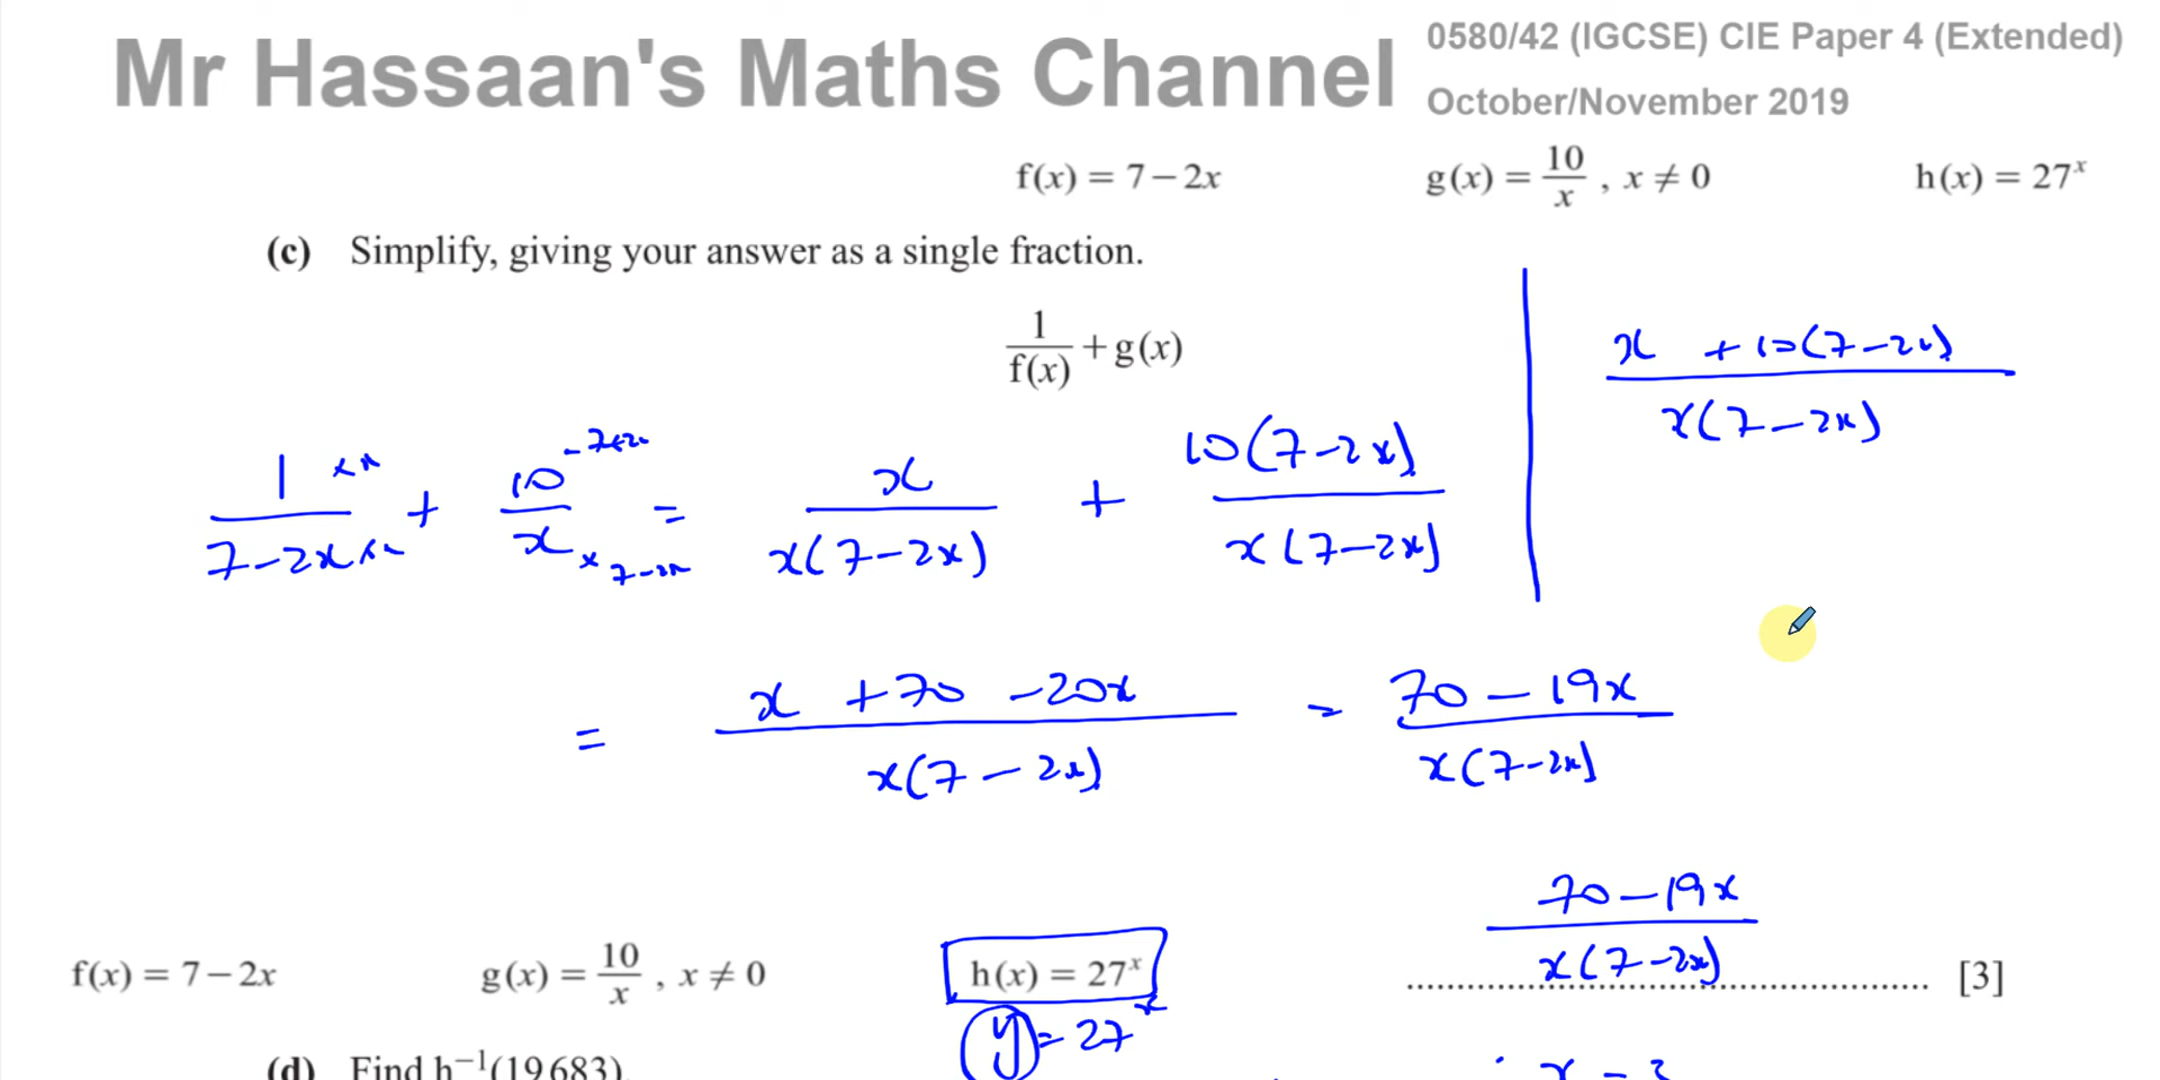 Mr Hassaan's Maths Channel
0580/42 (IGCSE) CIE Paper 4 (Extended)
October/November 2019
f(x) = 7 − 2x    g(x) = 10/x , x ≠ 0    h(x) = 27^x
(c) Simplify, giving your answer as a single fraction.
1/f(x) + g(x)
x + 10(7−2x) / x(7−2x)
1 ×x / 7−2x ×x + 10 / x × 7−2x = x / x(7−2x) + 10(7−2x) / x(7−2x)
= x + 70 − 20x / x(7−2x) = 70 − 19x / x(7−2x)
70 − 19x / x(7−2x) [3]
f(x) = 7 − 2x    g(x) = 10/x , x ≠ 0    h(x) = 27^x
y = 27^x
(d) Find h⁻¹(19 683)